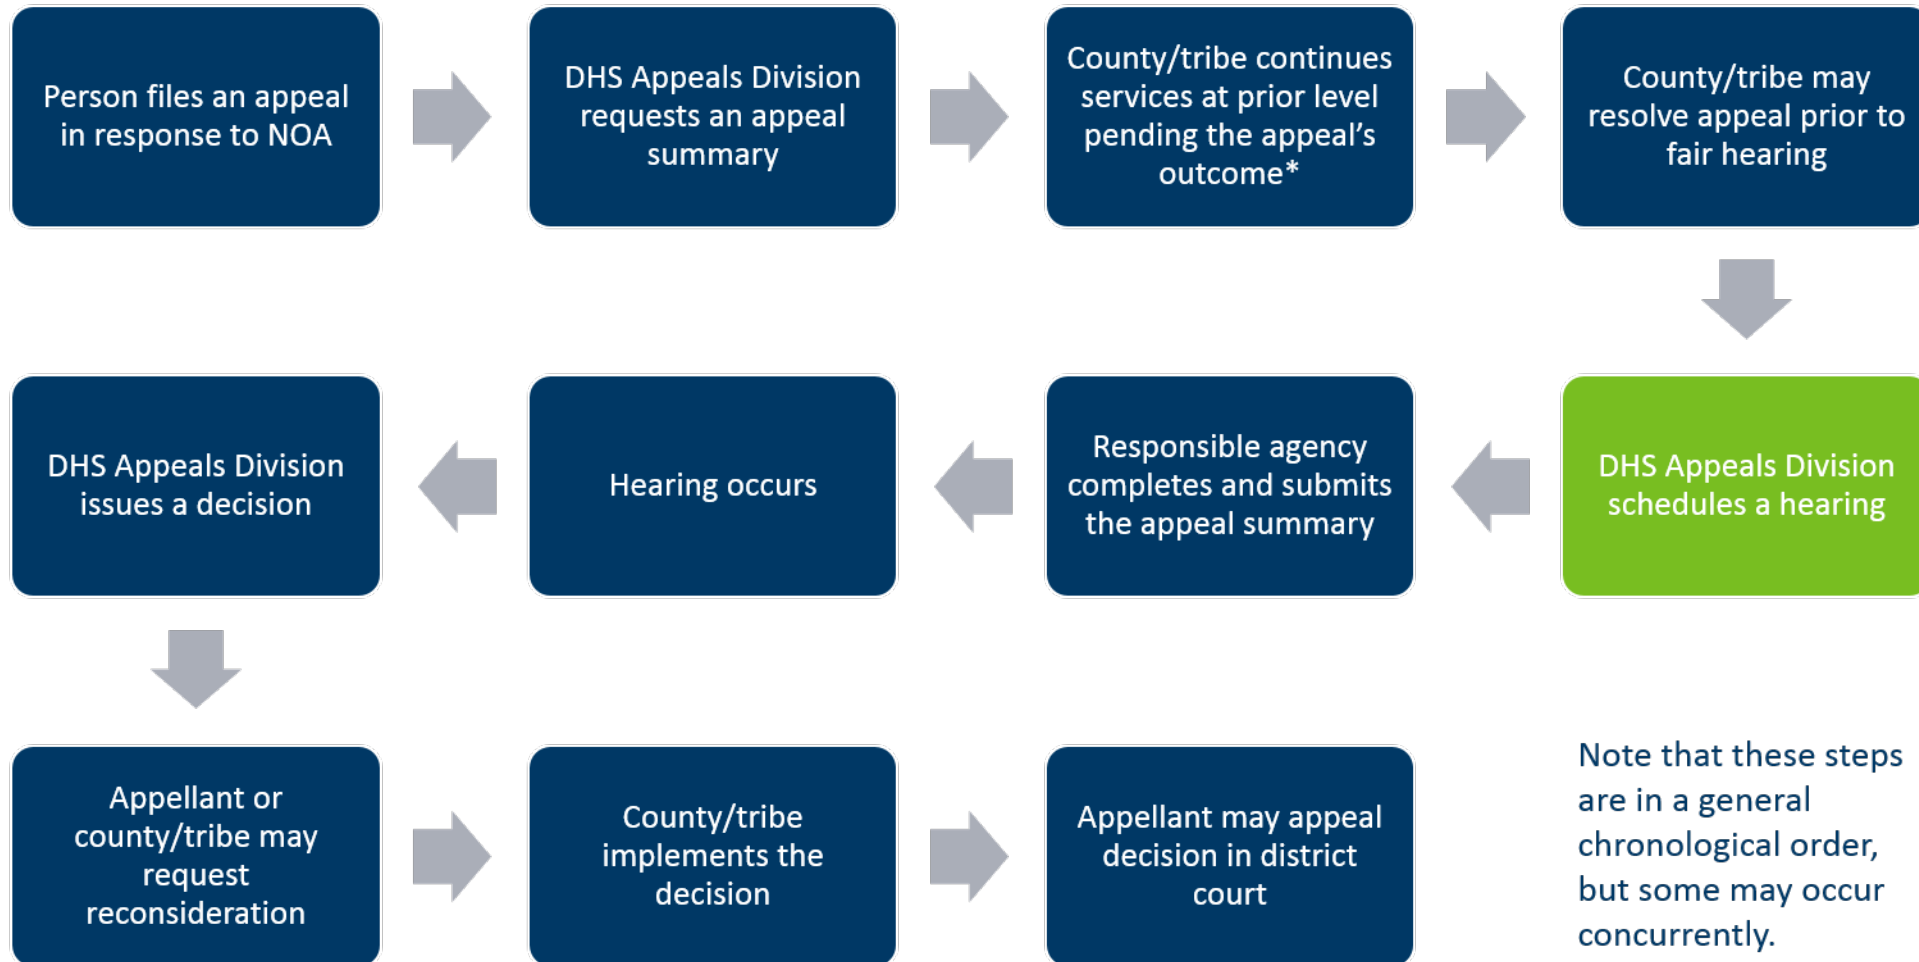 Person files an appeal
in response to NOA
DHS Appeals Division
requests an appeal
summary
County/tribe continues
services at prior level
pending the appeal’s
outcome*
County/tribe may
resolve appeal prior to
fair hearing
DHS Appeals Division
schedules a hearing
Responsible agency
completes and submits
the appeal summary
Hearing occurs
DHS Appeals Division
issues a decision
Appellant or
county/tribe may
request
reconsideration
County/tribe
implements the
decision
Appellant may appeal
decision in district
court
Note that these steps
are in a general
chronological order,
but some may occur
concurrently.